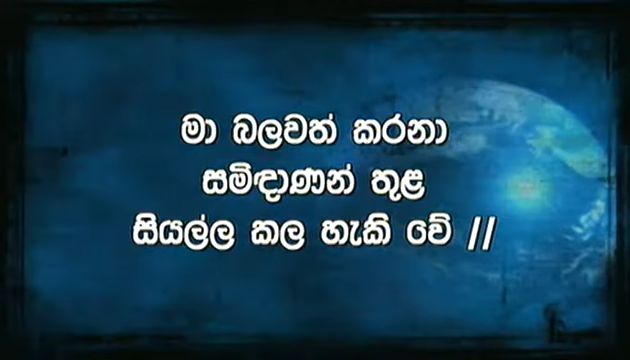 මා බලවත් කරනා
සමිඳාණන් තුළ
සියල්ල කල හැකි වේ //